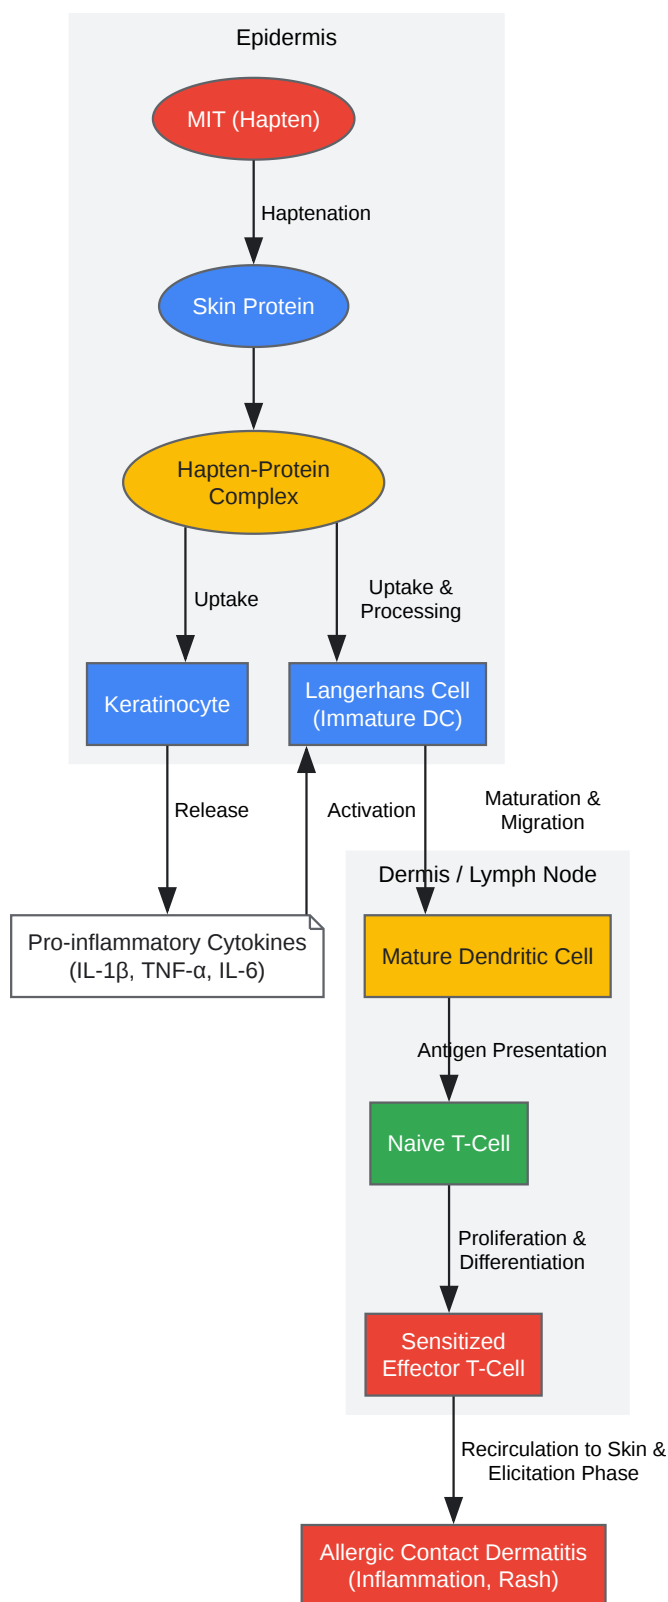 Epidermis
MIT (Hapten)
Haptenation
Skin Protein
Hapten-Protein
Complex
Uptake
Uptake &
Processing
Keratinocyte
Langerhans Cell
(Immature DC)
Release
Activation
Maturation &
Migration
Dermis / Lymph Node
Pro-inflammatory Cytokines
(IL-1β, TNF-α, IL-6)
Mature Dendritic Cell
Antigen Presentation
Naive T-Cell
Proliferation &
Differentiation
Sensitized
Effector T-Cell
Recirculation to Skin &
Elicitation Phase
Allergic Contact Dermatitis
(Inflammation, Rash)